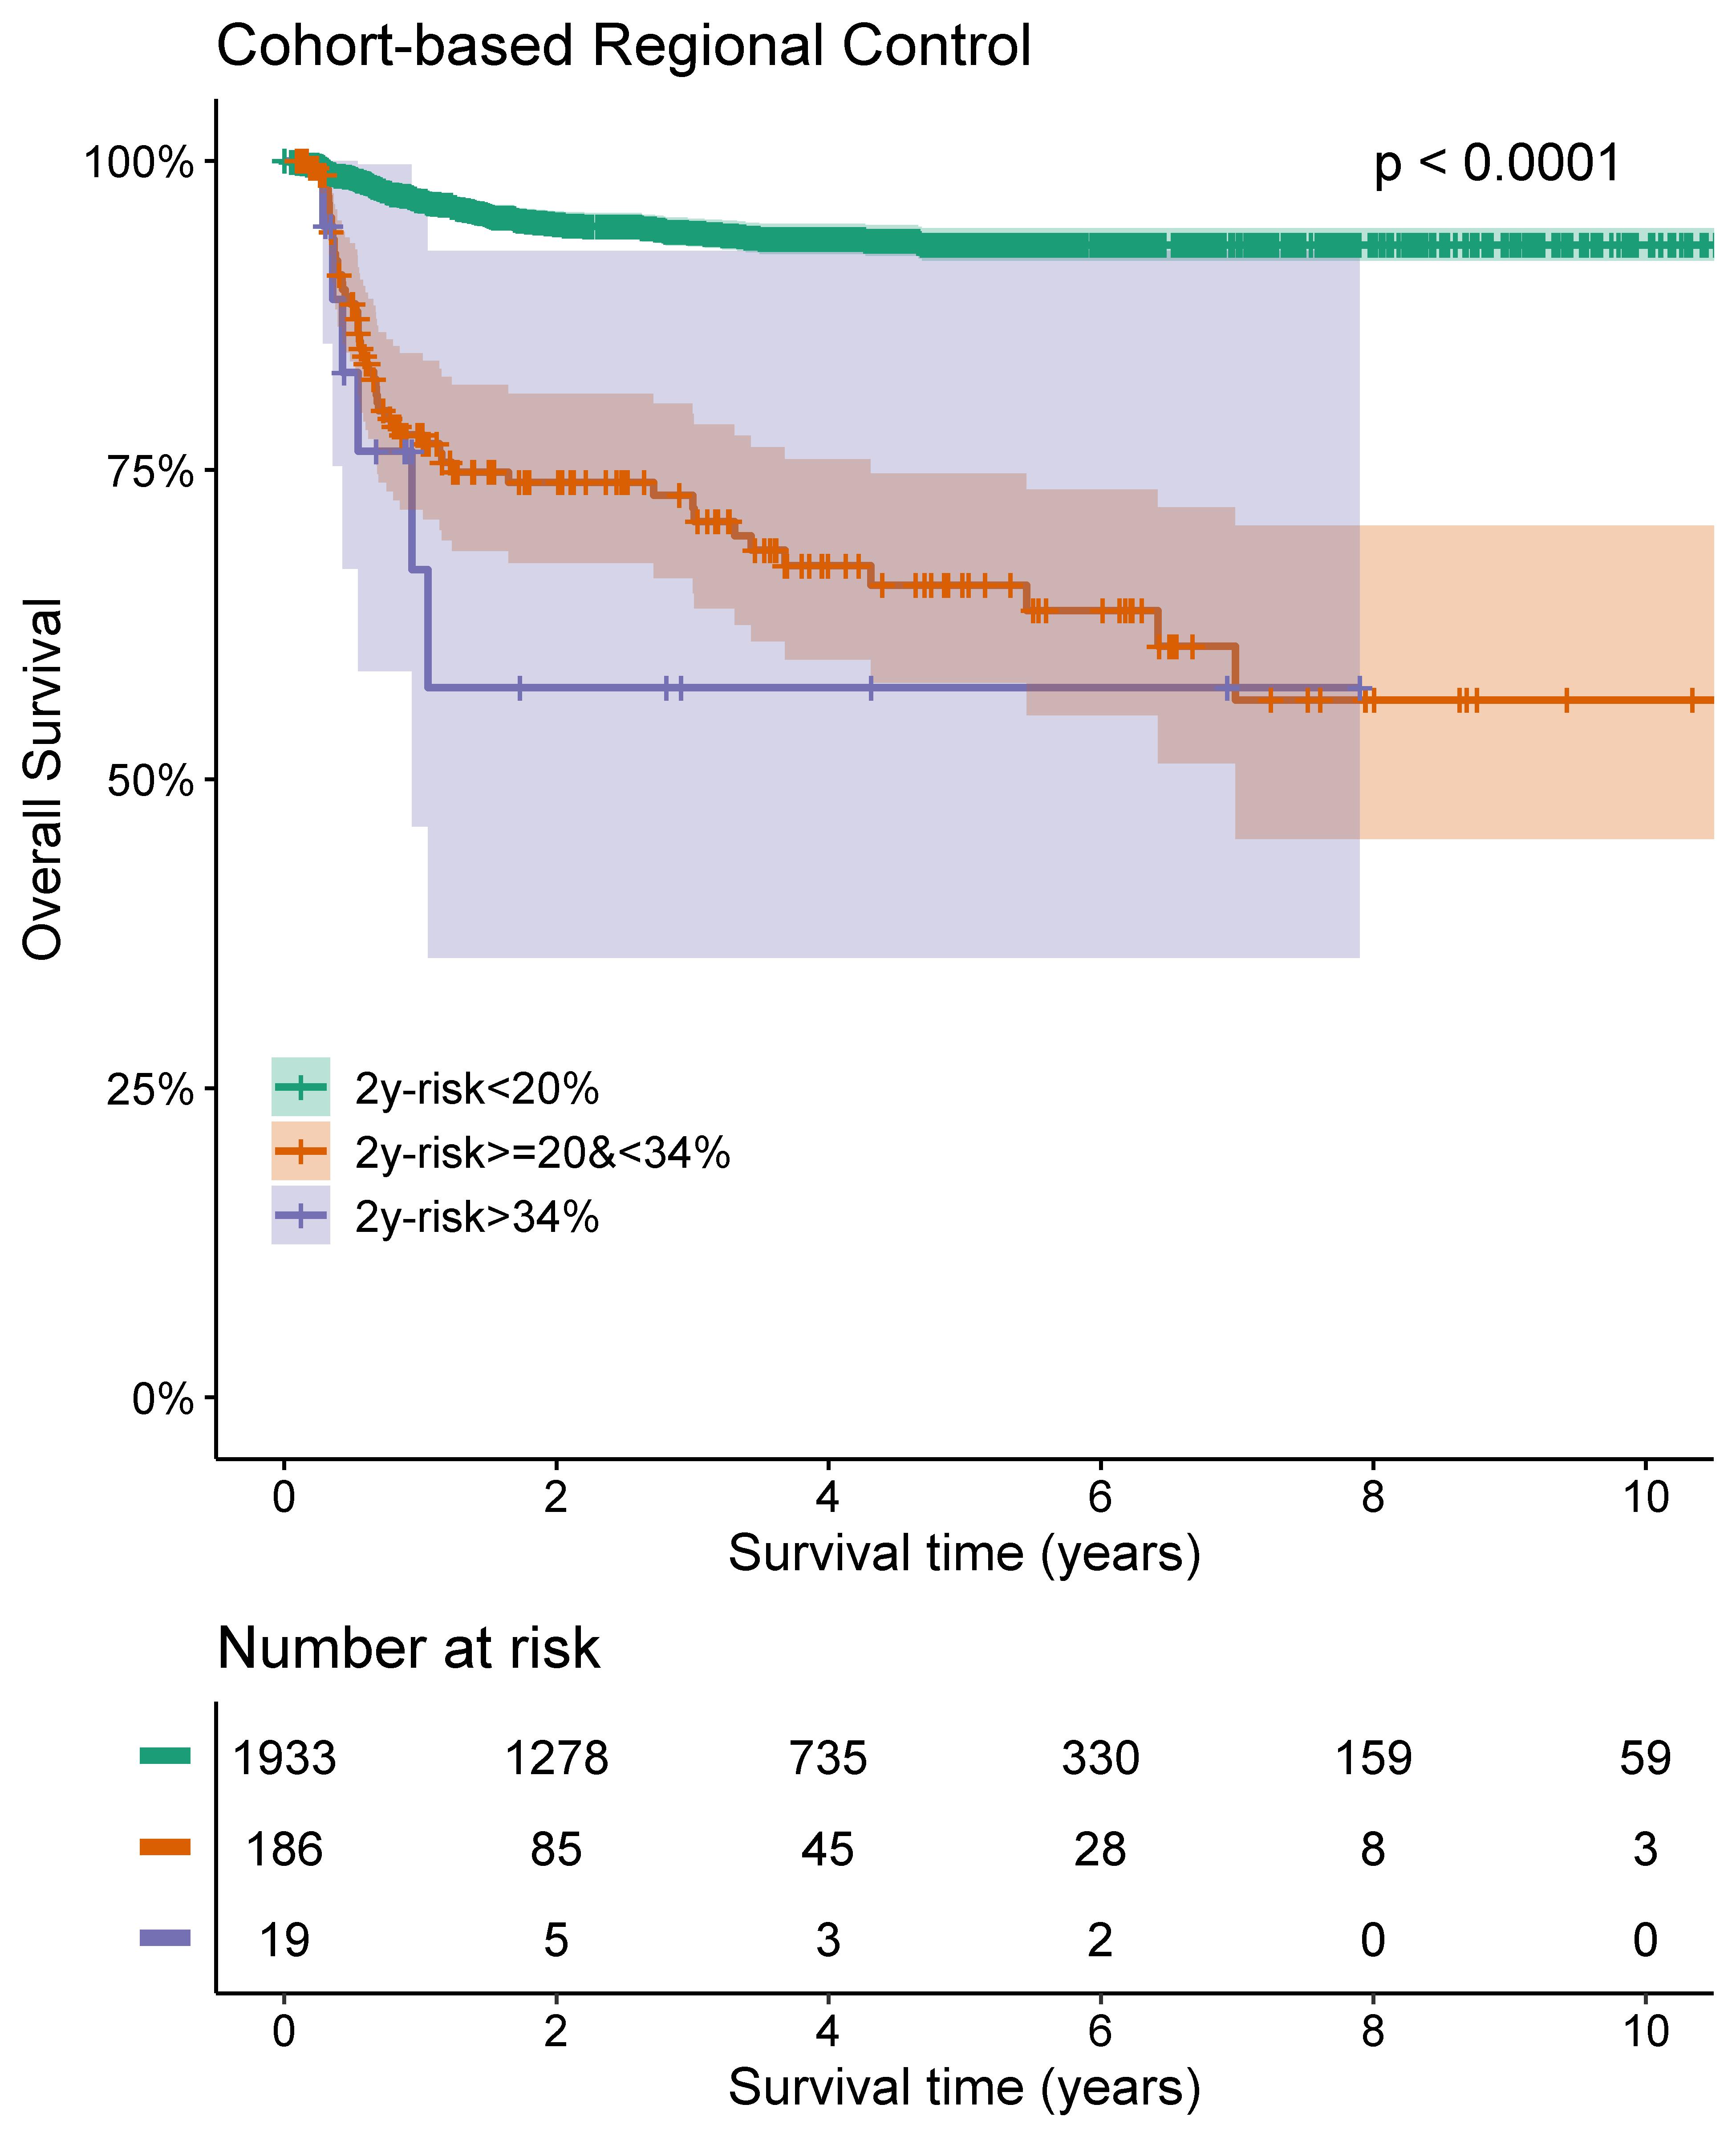 Cohort-based Regional Control
p < 0.0001
100%
75%
50%
25%
0%
Overall Survival
2y-risk<20%
2y-risk>=20&<34%
2y-risk>34%
0 2 4 6 8 10
Survival time (years)
Number at risk
1933 1278 735 330 159 59
186 85 45 28 8 3
19 5 3 2 0 0
0 2 4 6 8 10
Survival time (years)